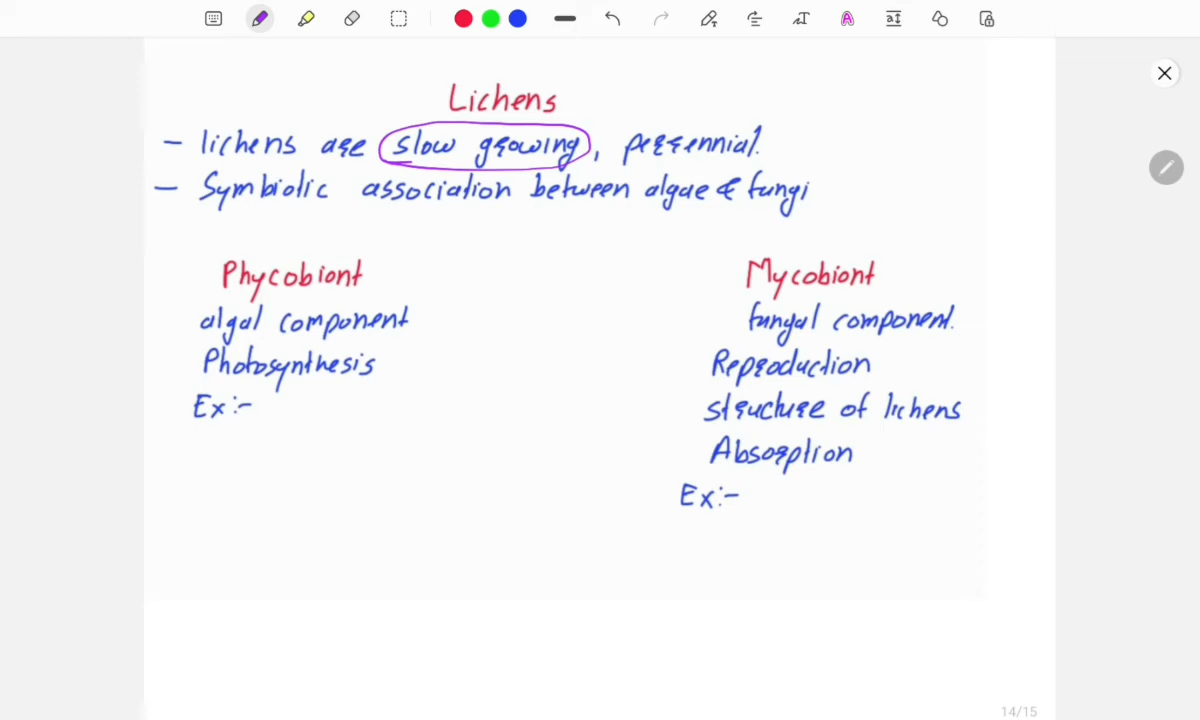 Lichens
- lichens are slow growing, perrennial.
- Symbiotic association between algae & fungi
Phycobiont
algal component
Photosynthesis
Ex:-
Mycobiont
fungal component.
Reproduction
structure of lichens
Absorption
Ex:-
14/15